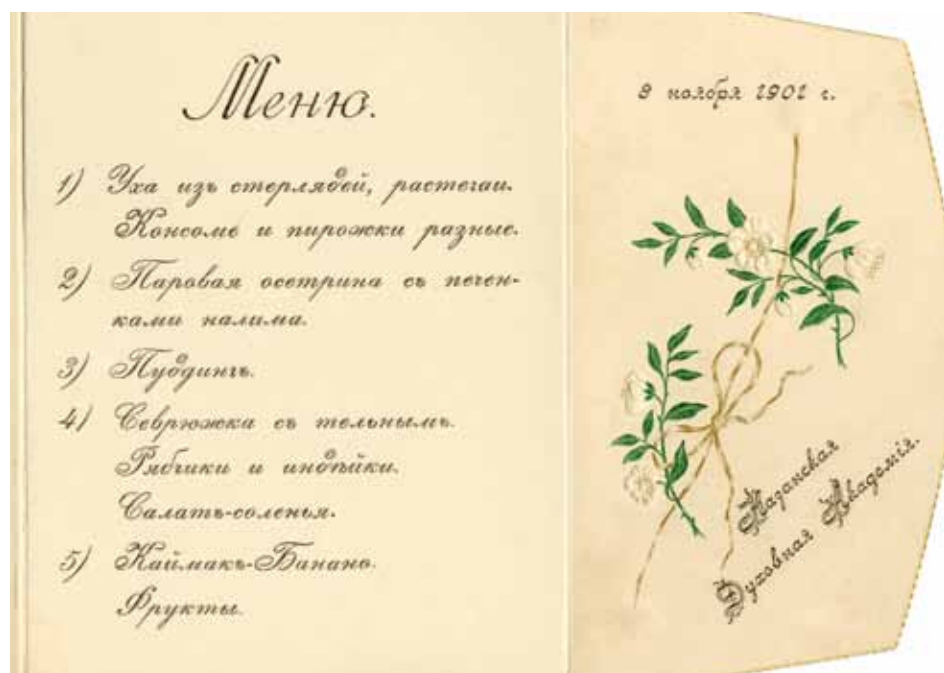 Меню.
1) Уха изъ стерлядей, растегаи.
Консоме и пирожки разные.
2) Паровая осетрина съ печен-
ками налима.
3) Пудингъ.
4) Севрюжка съ тельнымъ.
Рябчики и индѣйки.
Салатъ-соленья.
5) Каймакъ-Банано.
Фрукты.
8 ноября 1901 г.
Казанская
Духовная Академія.